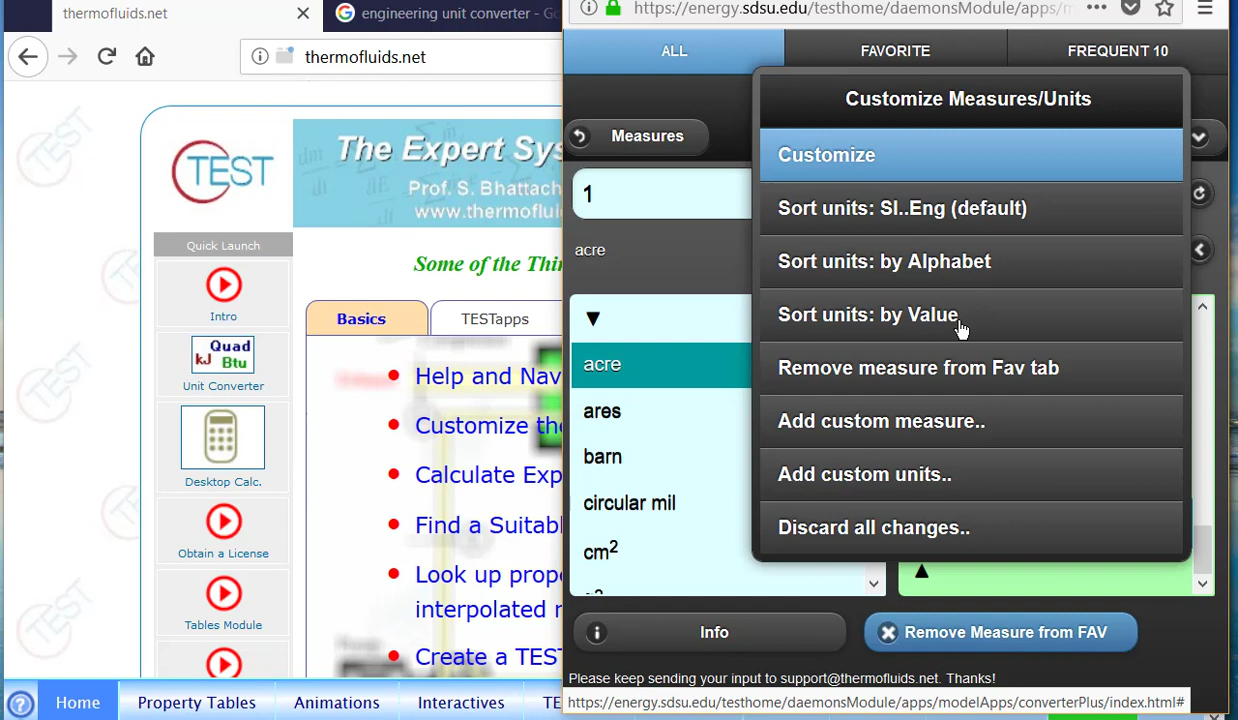 thermofluids.net
engineering unit converter - Go
thermofluids.net
TEST
The Expert Sys
Prof. S. Bhattach
www.thermofluid
Quick Launch
Some of the Thi
Intro
Quad
kJ Btu
Unit Converter
Desktop Calc.
Obtain a License
Tables Module
Basics
TESTapps
Help and Nav
Customize the
Calculate Exp
Find a Suitabl
Look up prope
interpolated r
Create a TES
Home
Property Tables
Animations
Interactives
TE
https://energy.sdsu.edu/testhome/daemonsModule/apps/m
ALL
FAVORITE
FREQUENT 10
Measures
1
acre
acre
ares
barn
circular mil
cm²
Customize Measures/Units
Customize
Sort units: SI..Eng (default)
Sort units: by Alphabet
Sort units: by Value
Remove measure from Fav tab
Add custom measure..
Add custom units..
Discard all changes..
Info
Remove Measure from FAV
Please keep sending your input to support@thermofluids.net. Thanks!
https://energy.sdsu.edu/testhome/daemonsModule/apps/modelApps/converterPlus/index.html#